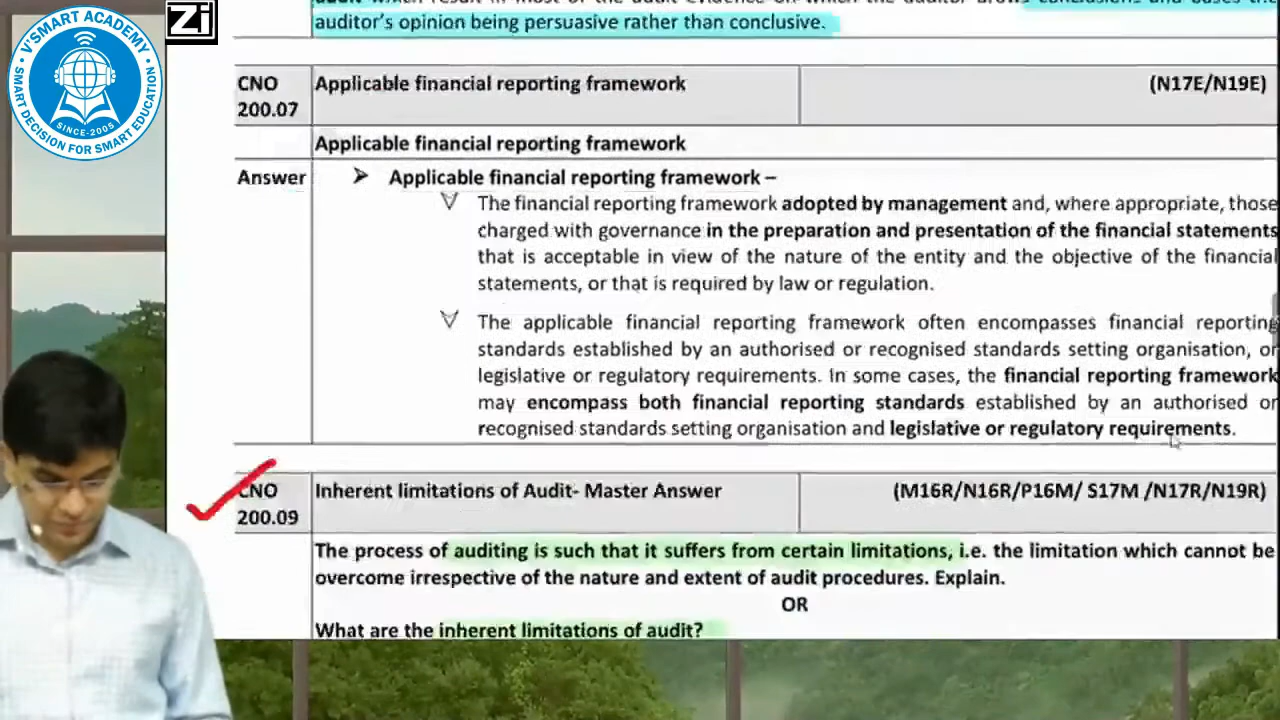 V'SMART ACADEMY
SINCE-2005
SMART DECISION FOR SMART EDUCATION
Zi
auditor's opinion being persuasive rather than conclusive.
CNO 200.07
Applicable financial reporting framework
(N17E/N19E)
Applicable financial reporting framework
Answer
➤ Applicable financial reporting framework –
The financial reporting framework adopted by management and, where appropriate, those
charged with governance in the preparation and presentation of the financial statements
that is acceptable in view of the nature of the entity and the objective of the financial
statements, or that is required by law or regulation.
The applicable financial reporting framework often encompasses financial reporting
standards established by an authorised or recognised standards setting organisation, or
legislative or regulatory requirements. In some cases, the financial reporting framework
may encompass both financial reporting standards established by an authorised or
recognised standards setting organisation and legislative or regulatory requirements.
CNO 200.09
Inherent limitations of Audit- Master Answer
(M16R/N16R/P16M/ S17M /N17R/N19R)
The process of auditing is such that it suffers from certain limitations, i.e. the limitation which cannot be
overcome irrespective of the nature and extent of audit procedures. Explain.
OR
What are the inherent limitations of audit?